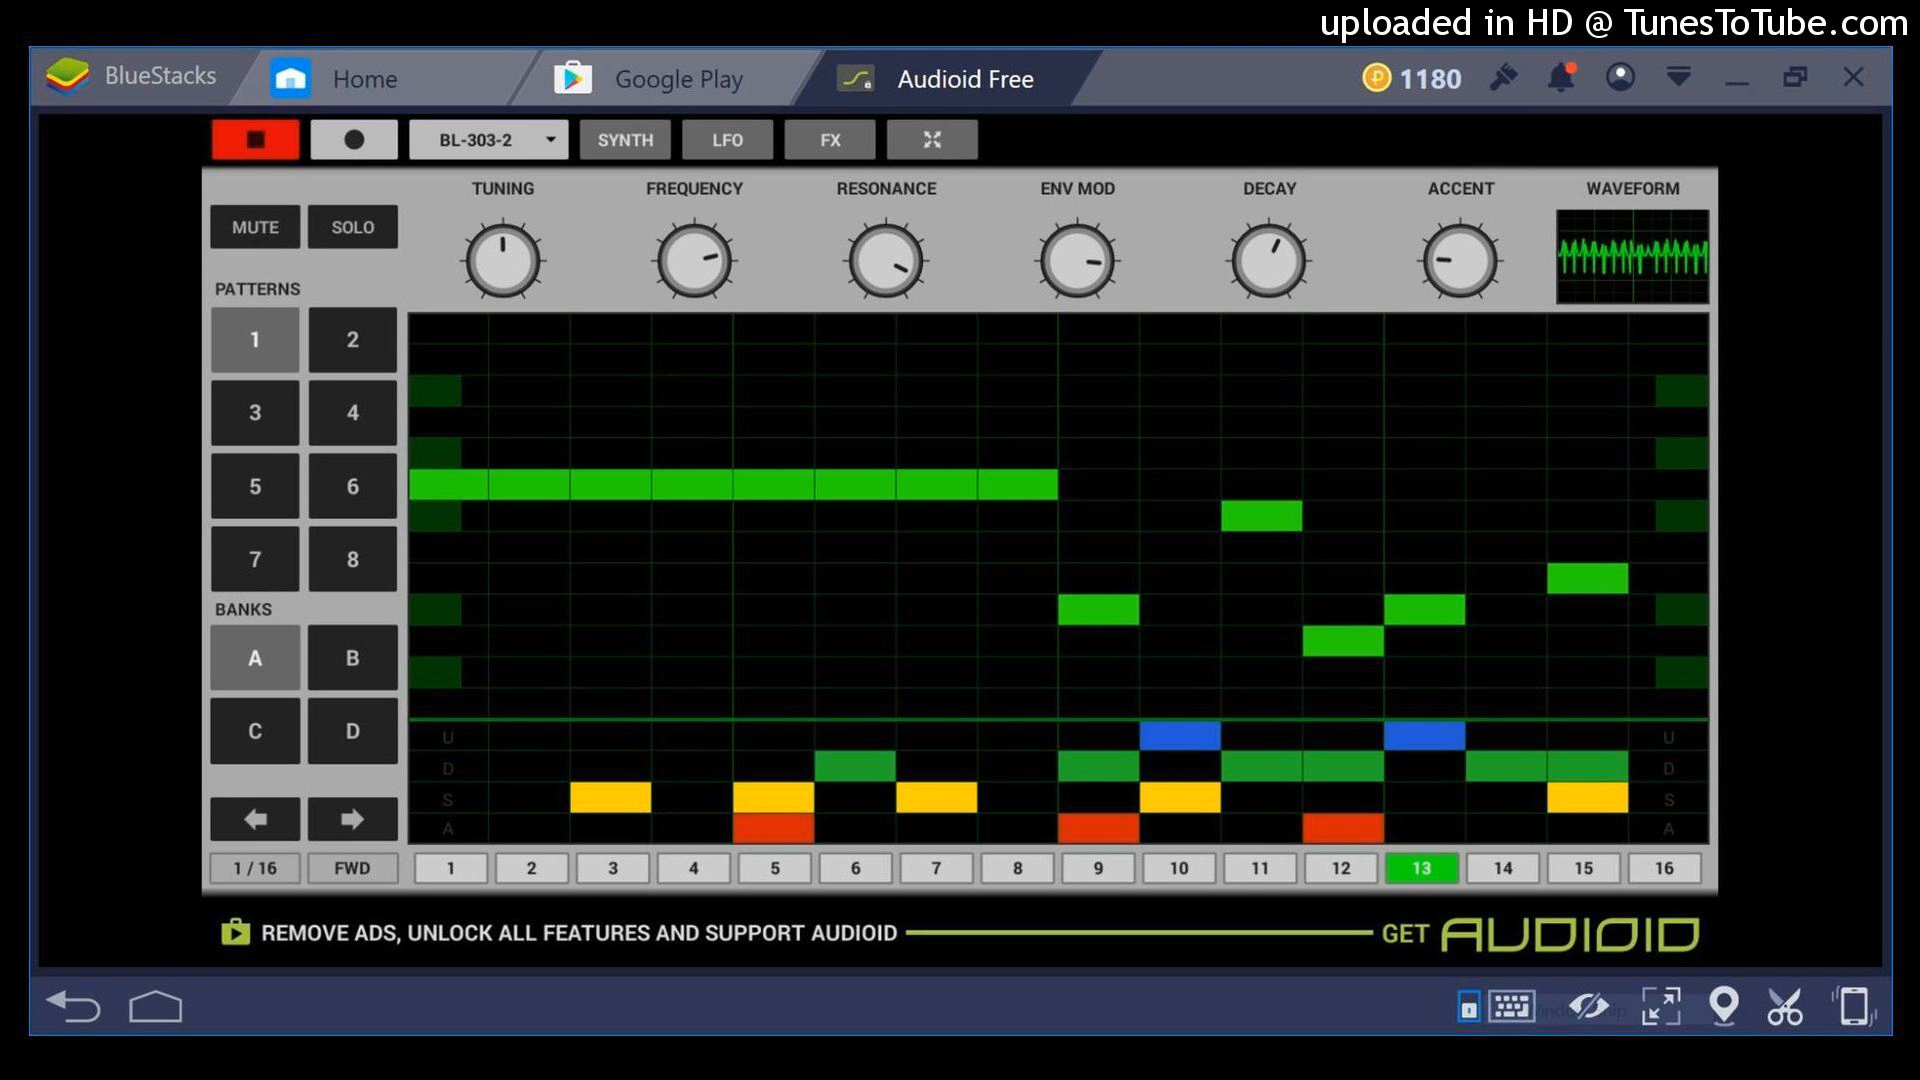 uploaded in HD @ TunesToTube.com
BlueStacks Home Google Play Audioid Free 1180
BL-303-2 SYNTH LFO FX
TUNING FREQUENCY RESONANCE ENV MOD DECAY ACCENT WAVEFORM
MUTE SOLO
PATTERNS
1 2
3 4
5 6
7 8
BANKS
A B
C D
U U
D D
S S
A A
1 / 16 FWD 1 2 3 4 5 6 7 8 9 10 11 12 13 14 15 16
REMOVE ADS, UNLOCK ALL FEATURES AND SUPPORT AUDIOID GET AUDIOID